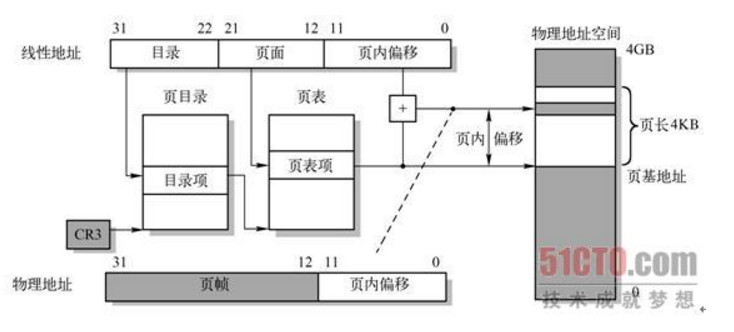 31 22 21 12 11 0
线性地址 目录 页面 页内偏移
物理地址空间
4GB
页目录 页表
+
页内 偏移
页长4KB
目录项 页表项
页基地址
CR3
31 12 11 0
物理地址 页帧 页内偏移
51CTO.com
技术成就梦想
0